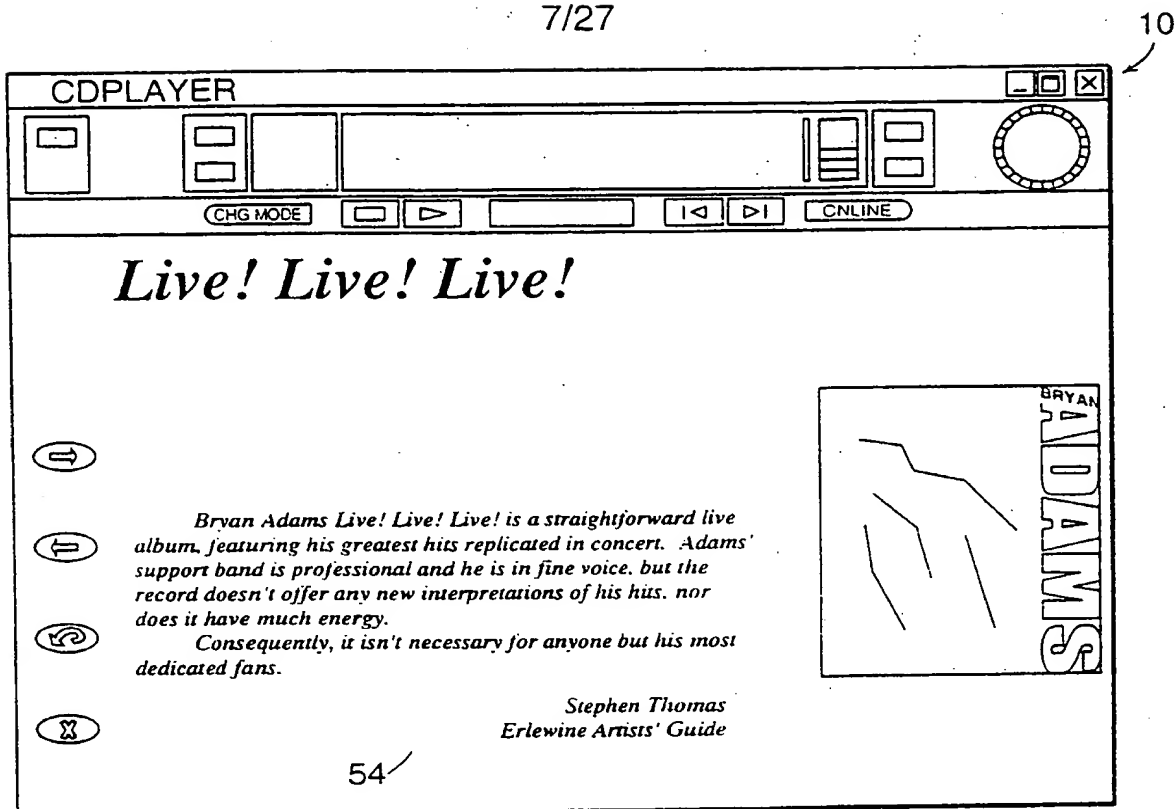 7/27
10
CDPLAYER
CHG MODE
CNLINE
Live! Live! Live!
BRYAN
ADAMS
Bryan Adams Live! Live! Live! is a straightforward live
album, featuring his greatest hits replicated in concert. Adams'
support band is professional and he is in fine voice. but the
record doesn't offer any new interpretations of his hits. nor
does it have much energy.
Consequently, it isn't necessary for anyone but his most
dedicated fans.
Stephen Thomas
Erlewine Artists' Guide
54